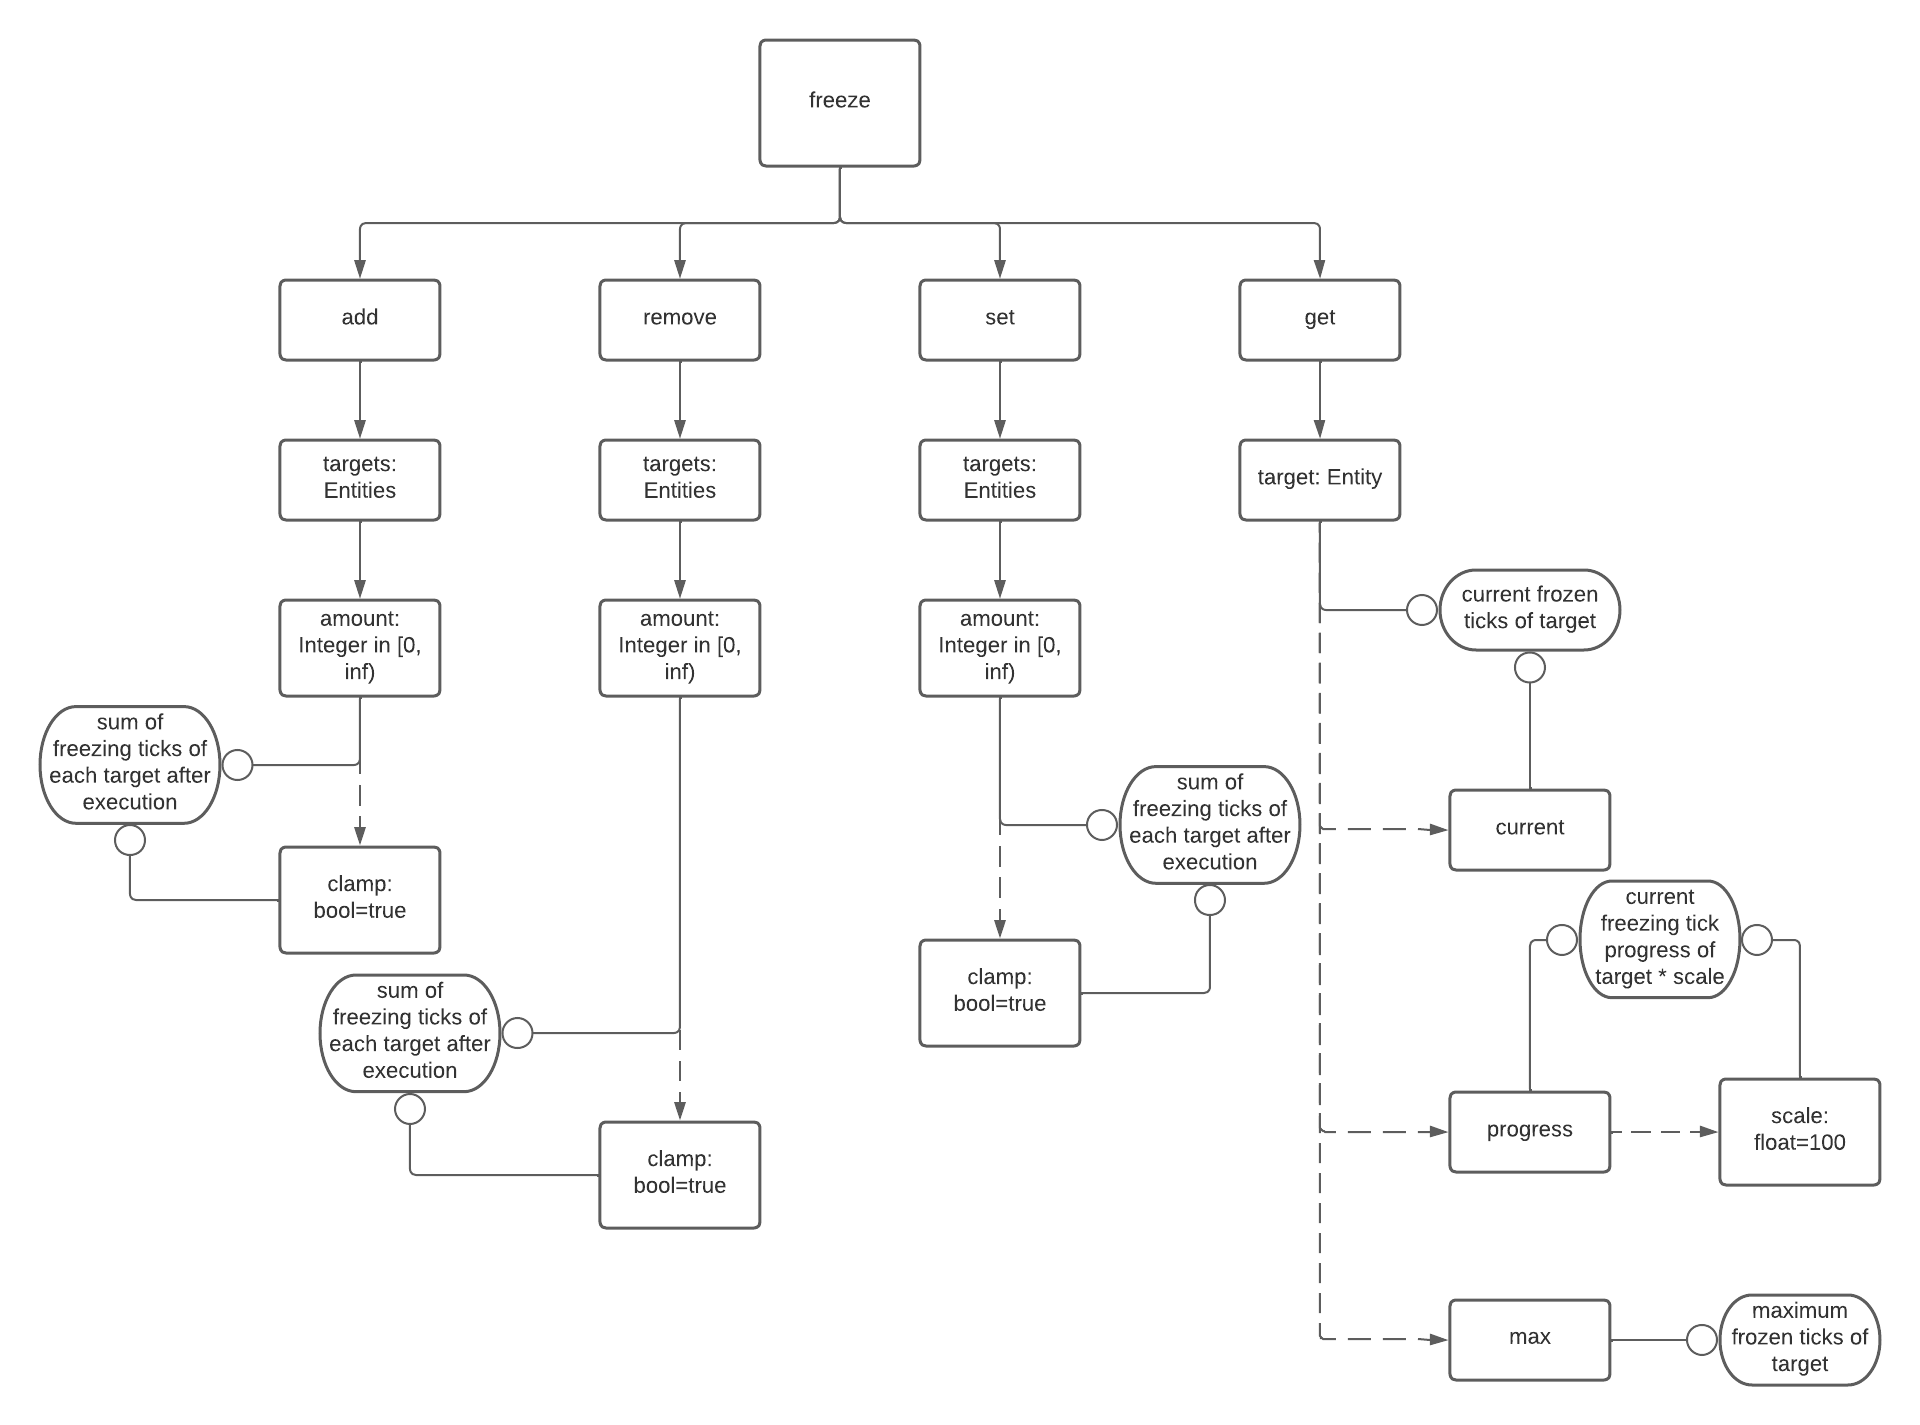 freeze
add
remove
set
get
targets:
Entities
targets:
Entities
targets:
Entities
target: Entity
amount:
Integer in [0,
inf)
amount:
Integer in [0,
inf)
amount:
Integer in [0,
inf)
current frozen
ticks of target
sum of
freezing ticks of
each target after
execution
sum of
freezing ticks of
each target after
execution
current
clamp:
bool=true
current
freezing tick
progress of
target * scale
sum of
freezing ticks of
each target after
execution
clamp:
bool=true
progress
scale:
float=100
clamp:
bool=true
max
maximum
frozen ticks of
target